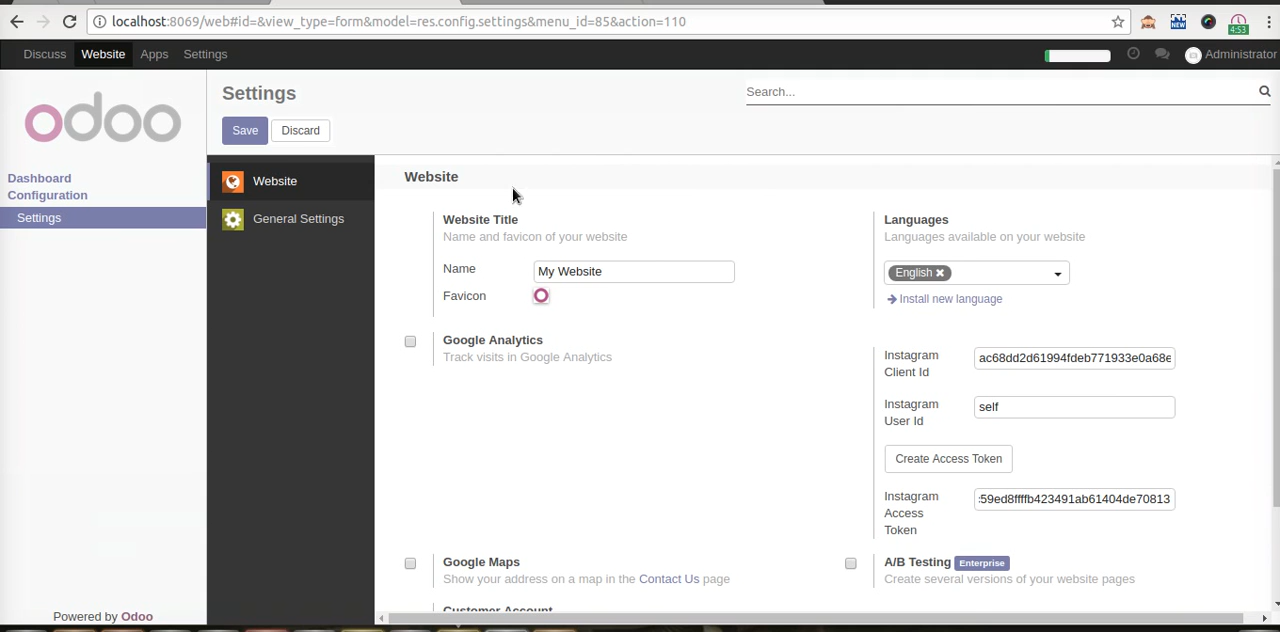 localhost:8069/web#id=&view_type=form&model=res.config.settings&menu_id=85&action=110
NEW
4:53
Discuss Website Apps Settings Administrator
odoo
Settings
Search...
Save Discard
Dashboard
Configuration
Settings
Website
General Settings
Website
Website Title
Name and favicon of your website
Name My Website
Favicon
Languages
Languages available on your website
English
Install new language
Google Analytics
Track visits in Google Analytics
Instagram
Client Id
ac68dd2d61994fdeb771933e0a68e
Instagram
User Id
self
Create Access Token
Instagram
Access
Token
:59ed8ffffb423491ab61404de70813
Google Maps
Show your address on a map in the Contact Us page
A/B Testing Enterprise
Create several versions of your website pages
Customer Account
Powered by Odoo